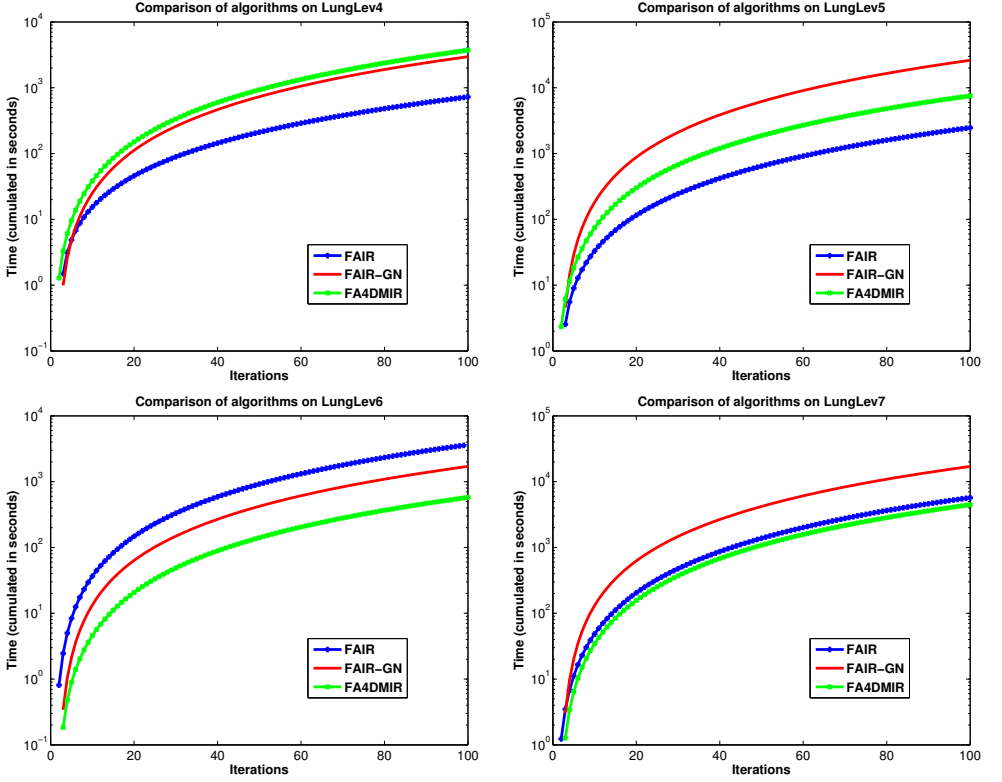 Comparison of algorithms on LungLev4
Time (cumulated in seconds)
10^4
10^3
10^2
10^1
10^0
10^−1
0 20 40 60 80 100
Iterations
FAIR
FAIR−GN
FA4DMIR
Comparison of algorithms on LungLev5
Time (cumulated in seconds)
10^5
10^4
10^3
10^2
10^1
10^0
0 20 40 60 80 100
Iterations
FAIR
FAIR−GN
FA4DMIR
Comparison of algorithms on LungLev6
Time (cumulated in seconds)
10^4
10^3
10^2
10^1
10^0
10^−1
0 20 40 60 80 100
Iterations
FAIR
FAIR−GN
FA4DMIR
Comparison of algorithms on LungLev7
Time (cumulated in seconds)
10^5
10^4
10^3
10^2
10^1
10^0
0 20 40 60 80 100
Iterations
FAIR
FAIR−GN
FA4DMIR